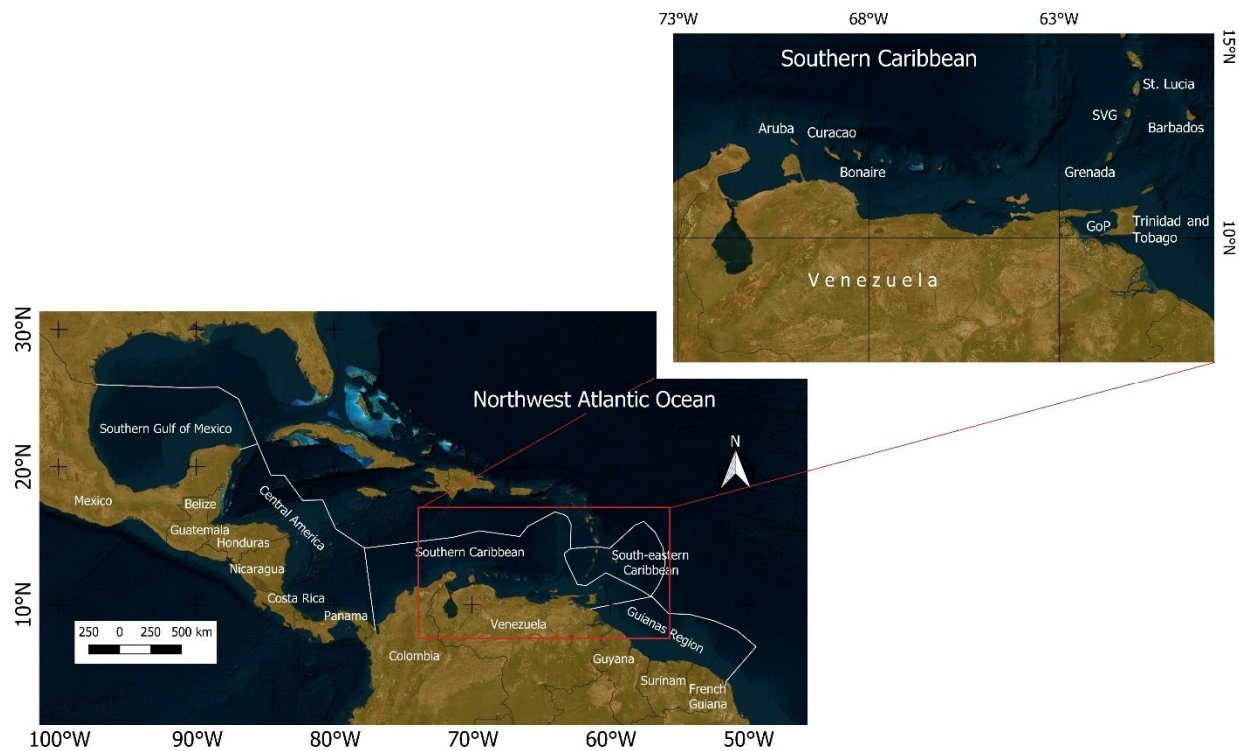 73°W 68°W 63°W
15°N
Southern Caribbean
St. Lucia
SVG
Barbados
Aruba
Curacao
Bonaire
Grenada
GoP
Trinidad and
Tobago
10°N
V e n e z u e l a
30°N
Northwest Atlantic Ocean
Southern Gulf of Mexico
N
20°N
Mexico
Belize
Central America
Guatemala
Honduras
Southern Caribbean
South-eastern
Caribbean
Nicaragua
Costa Rica
10°N
Panama
Venezuela
Guianas Region
250 0 250 500 km
Colombia
Guyana
Surinam
French
Guiana
100°W 90°W 80°W 70°W 60°W 50°W